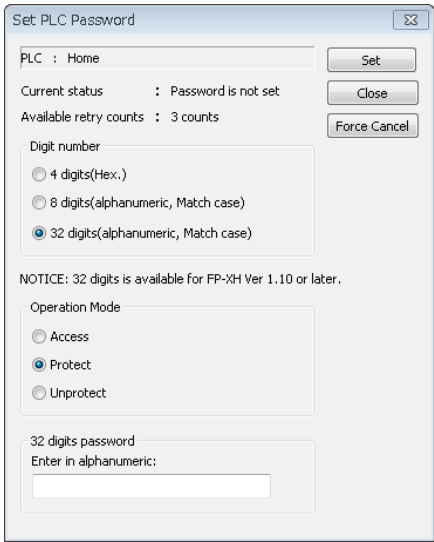 Set PLC Password
PLC : Home
Set
Current status : Password is not set
Close
Available retry counts : 3 counts
Force Cancel
Digit number
4 digits(Hex.)
8 digits(alphanumeric, Match case)
32 digits(alphanumeric, Match case)
NOTICE: 32 digits is available for FP-XH Ver 1.10 or later.
Operation Mode
Access
Protect
Unprotect
32 digits password
Enter in alphanumeric: